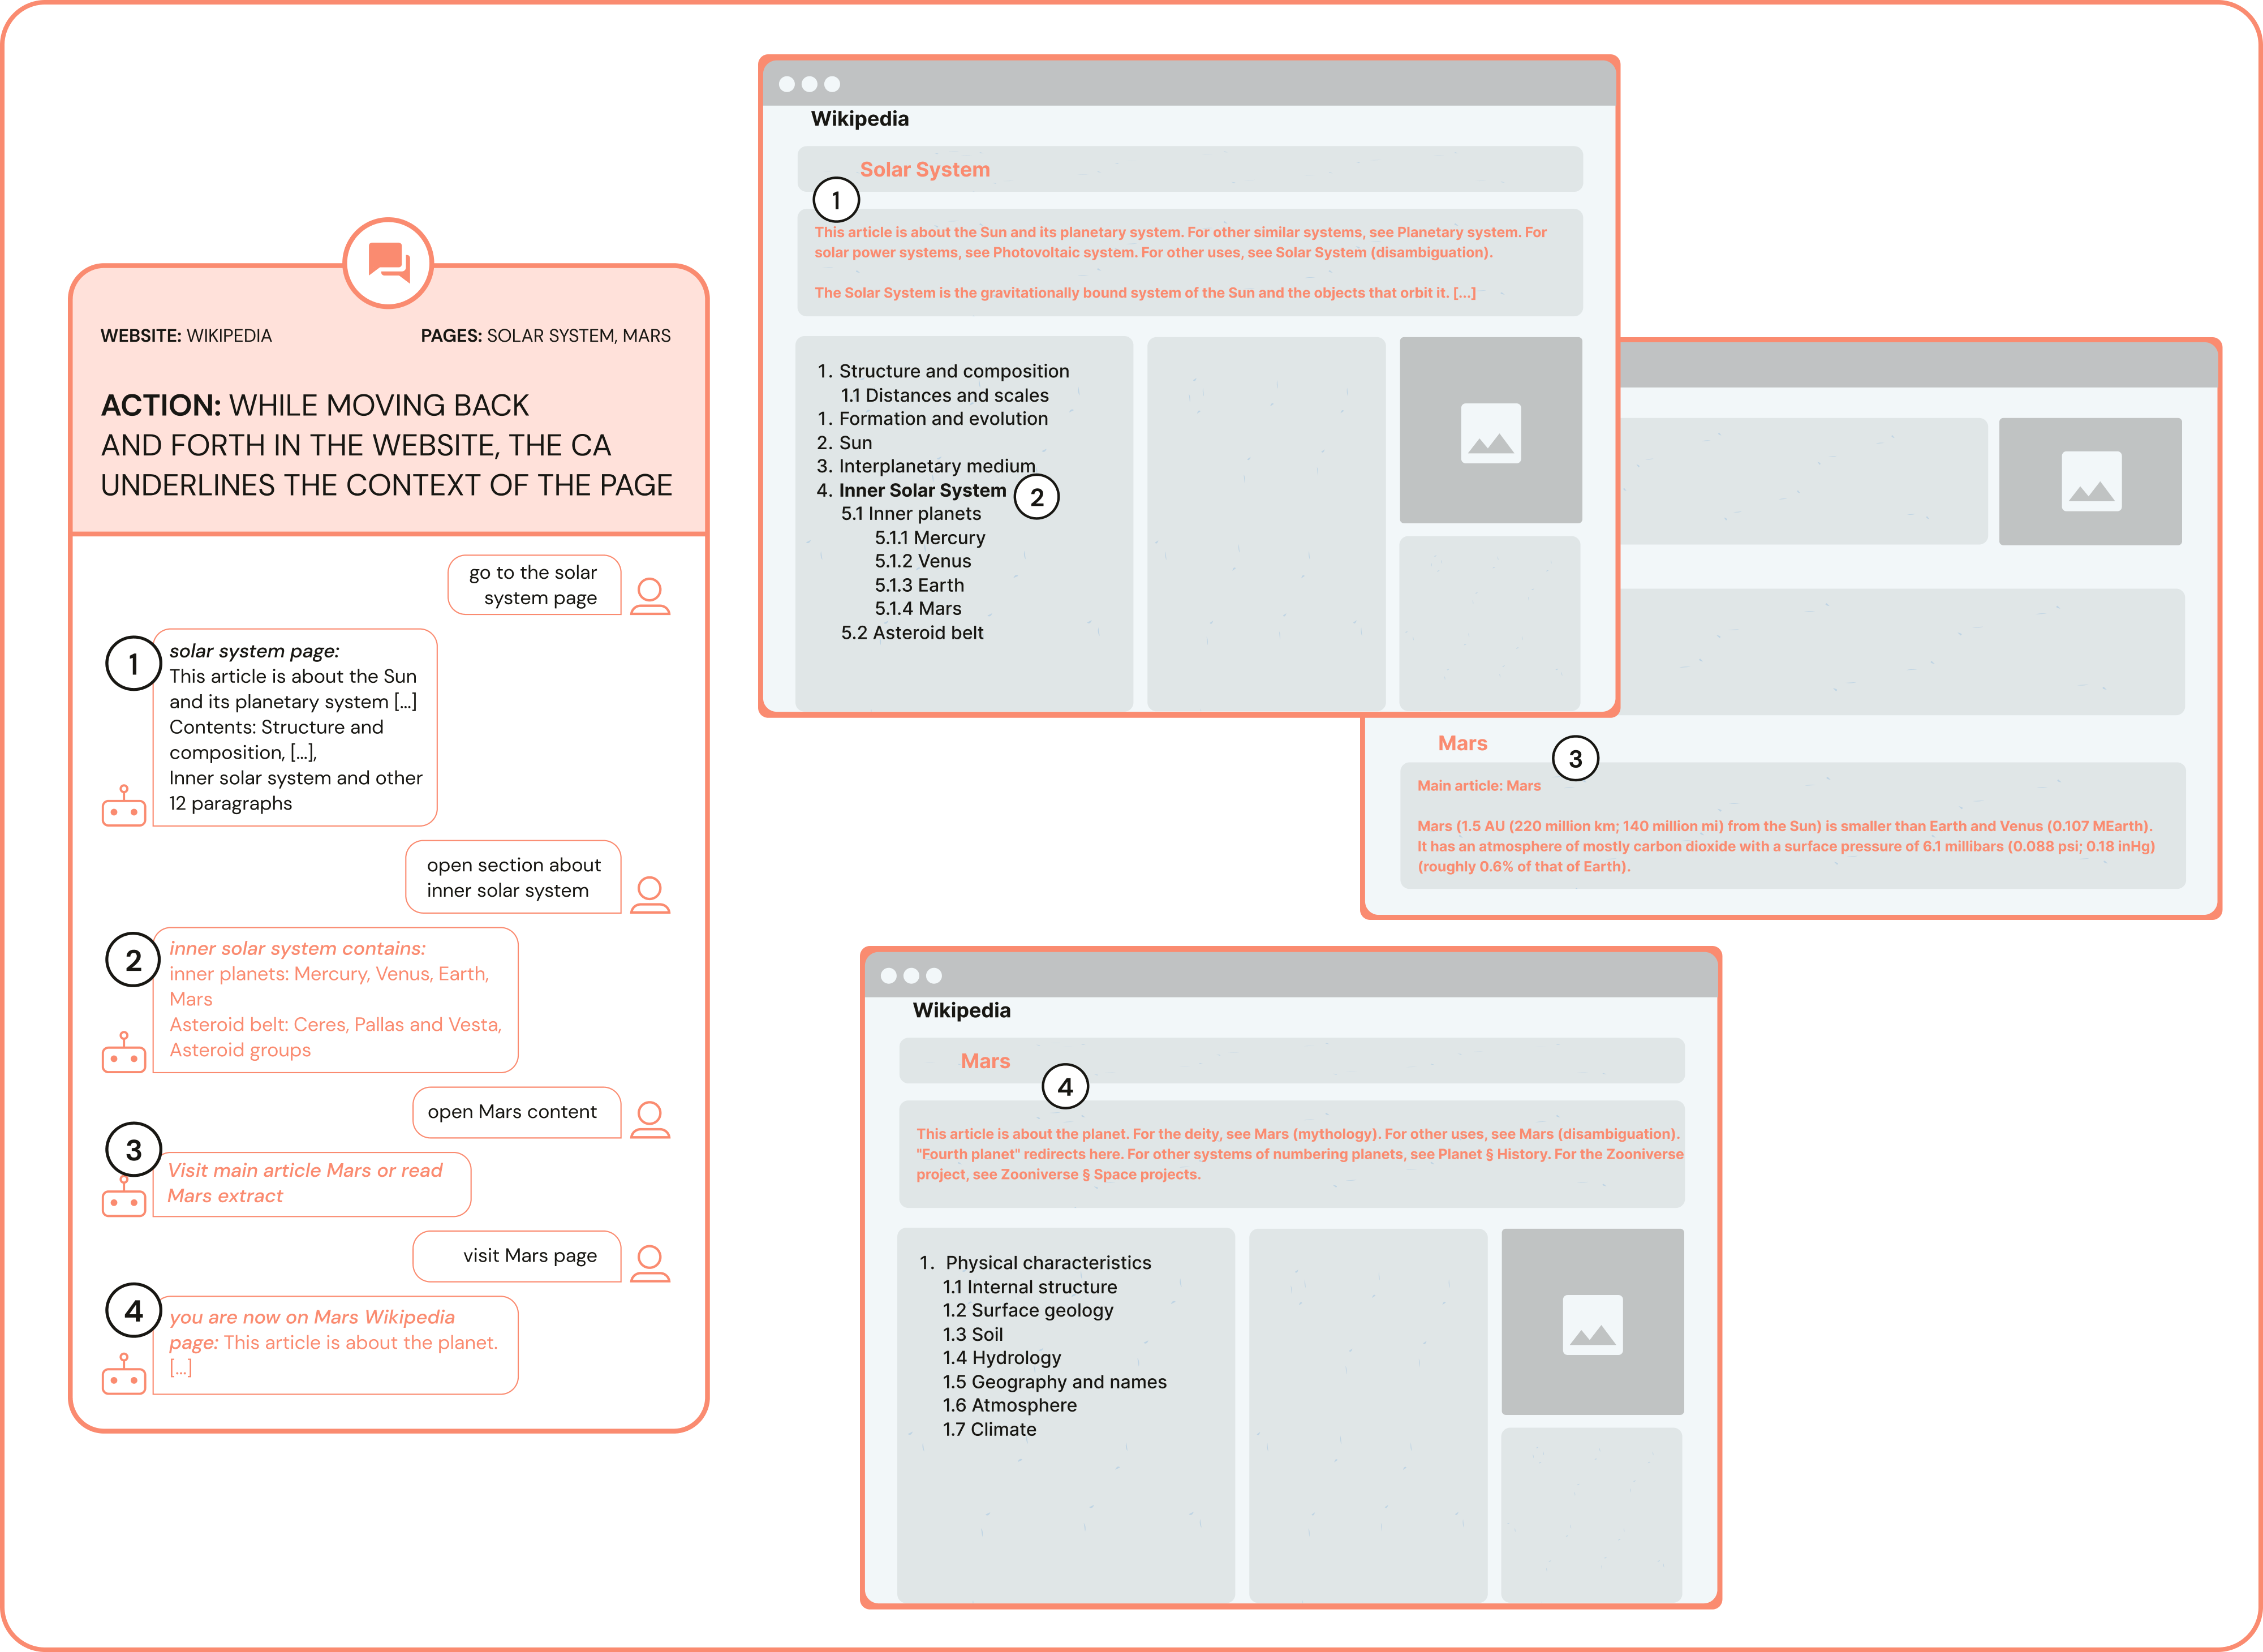 WEBSITE: WIKIPEDIA
PAGES: SOLAR SYSTEM, MARS
ACTION: WHILE MOVING BACK
AND FORTH IN THE WEBSITE, THE CA
UNDERLINES THE CONTEXT OF THE PAGE
go to the solar
system page
1
solar system page:
This article is about the Sun
and its planetary system [...]
Contents: Structure and
composition, [...],
Inner solar system and other
12 paragraphs
open section about
inner solar system
2
inner solar system contains:
inner planets: Mercury, Venus, Earth,
Mars
Asteroid belt: Ceres, Pallas and Vesta,
Asteroid groups
open Mars content
3
Visit main article Mars or read
Mars extract
visit Mars page
4
you are now on Mars Wikipedia
page: This article is about the planet.
[...]
Wikipedia
Solar System
1
This article is about the Sun and its planetary system. For other similar systems, see Planetary system. For
solar power systems, see Photovoltaic system. For other uses, see Solar System (disambiguation).
The Solar System is the gravitationally bound system of the Sun and the objects that orbit it. [...]
1. Structure and composition
1.1 Distances and scales
1. Formation and evolution
2. Sun
3. Interplanetary medium
4. Inner Solar System
2
5.1 Inner planets
5.1.1 Mercury
5.1.2 Venus
5.1.3 Earth
5.1.4 Mars
5.2 Asteroid belt
Mars
3
Main article: Mars
Mars (1.5 AU (220 million km; 140 million mi) from the Sun) is smaller than Earth and Venus (0.107 MEarth).
It has an atmosphere of mostly carbon dioxide with a surface pressure of 6.1 millibars (0.088 psi; 0.18 inHg)
(roughly 0.6% of that of Earth).
Wikipedia
Mars
4
This article is about the planet. For the deity, see Mars (mythology). For other uses, see Mars (disambiguation).
"Fourth planet" redirects here. For other systems of numbering planets, see Planet § History. For the Zooniverse
project, see Zooniverse § Space projects.
1. Physical characteristics
1.1 Internal structure
1.2 Surface geology
1.3 Soil
1.4 Hydrology
1.5 Geography and names
1.6 Atmosphere
1.7 Climate